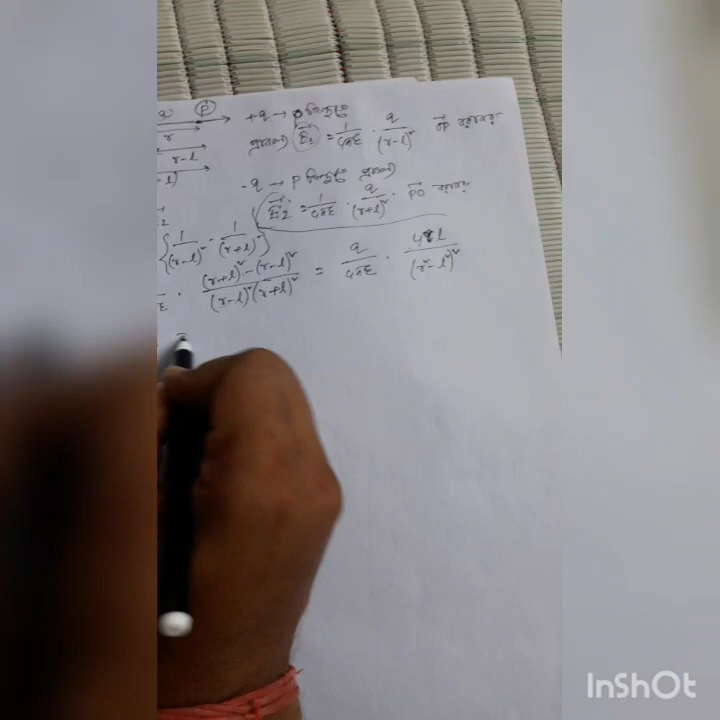 a P +q → P বিন্দুতে
r প্রাবল্য E₁ = 1/4πε · q/(r-l)² OP বরাবর
r-l
-q → P বিন্দুতে প্রাবল্য
E₂ = 1/4πε · q/(r+l)² · PO বরাবর
{1/(r-l)² - 1/(r+l)²}
· (r+l)² - (r-l)² / (r-l)²(r+l)² = q/4πε · 4rl/(r²-l²)²
InShOt